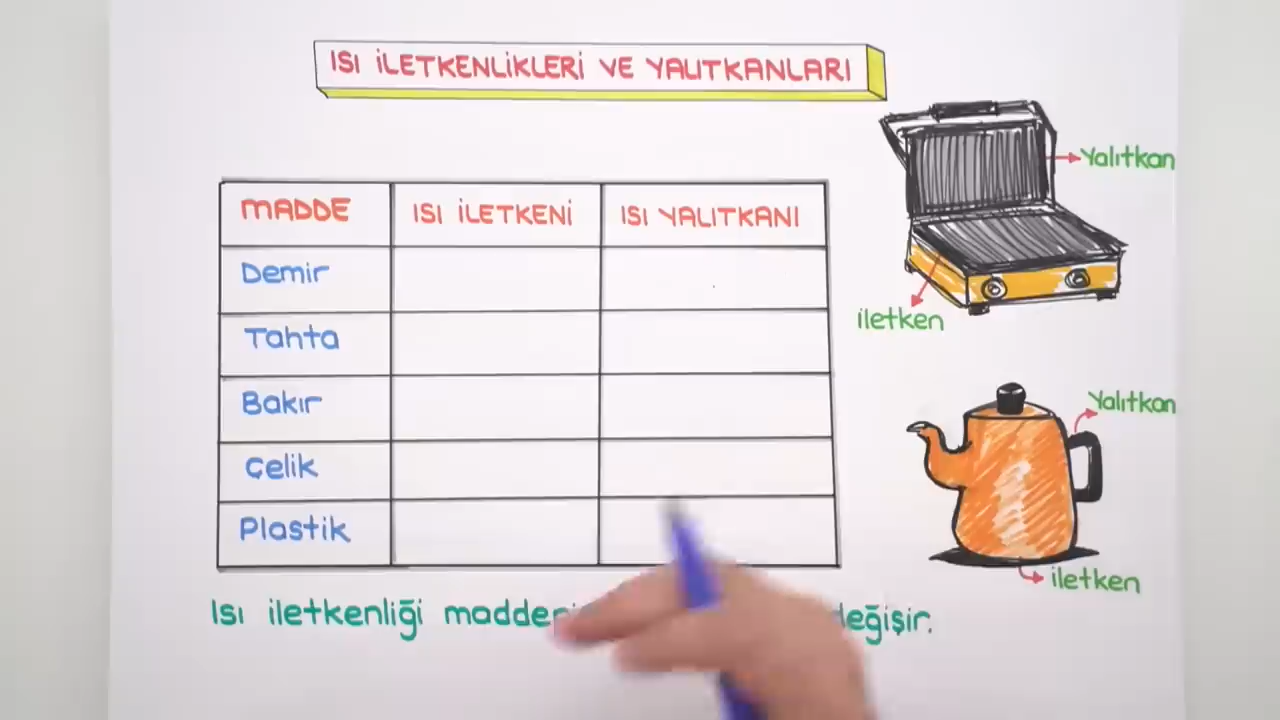 ISI İLETKENLİKLERİ VE YALITKANLARI
MADDE ISI İLETKENİ ISI YALITKANI
Demir
Tahta
Bakır
Çelik
Plastik
Yalıtkan
iletken
Yalıtkan
iletken
Isı iletkenliği değişir.